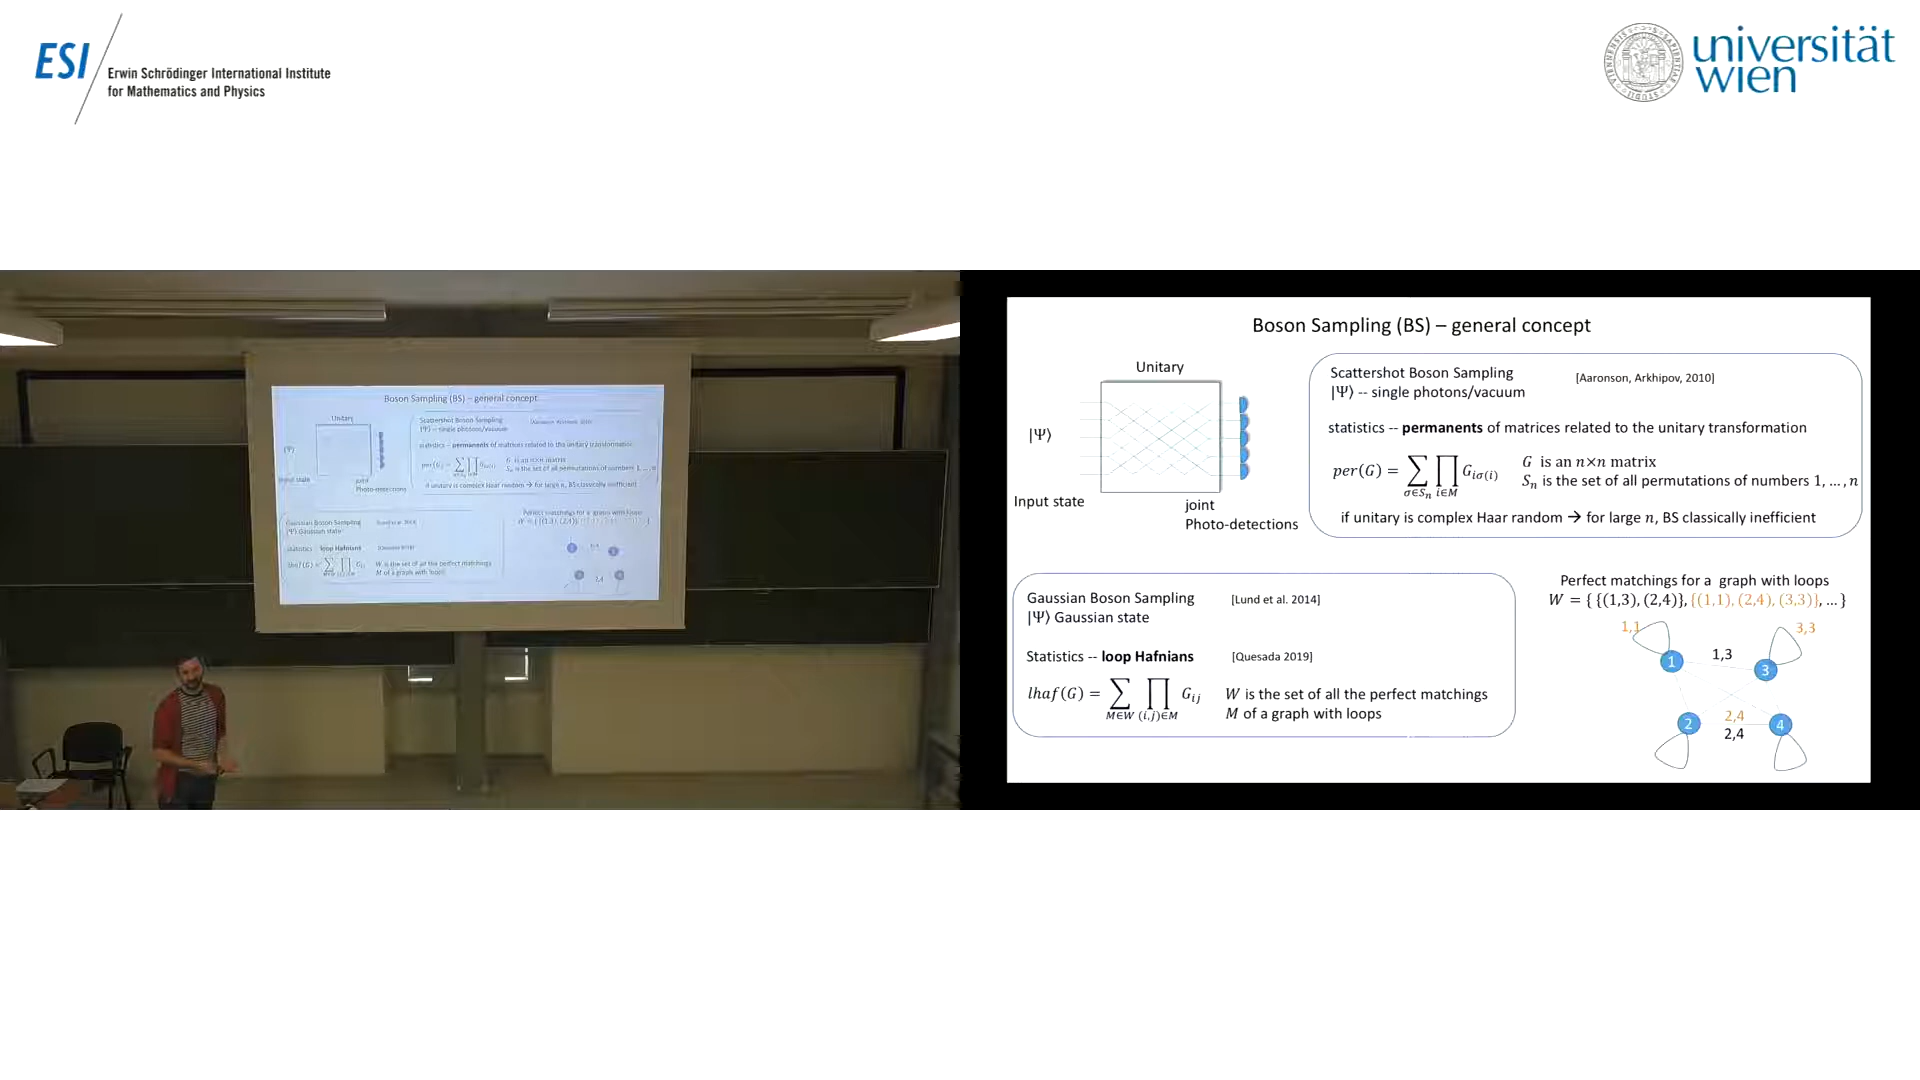 ESI
Erwin Schrödinger International Institute
for Mathematics and Physics
universität
wien
Boson Sampling (BS) – general concept
Unitary
|Ψ⟩
Input state
joint
Photo-detections
Scattershot Boson Sampling [Aaronson, Arkhipov, 2010]
|Ψ⟩ -- single photons/vacuum
statistics -- permanents of matrices related to the unitary transformation
per(G) = ∑_{σ∈S_n} ∏_{i∈M} G_{iσ(i)} G is an n×n matrix
S_n is the set of all permutations of numbers 1, … , n
if unitary is complex Haar random → for large n, BS classically inefficient
Gaussian Boson Sampling [Lund et al. 2014]
|Ψ⟩ Gaussian state
Statistics -- loop Hafnians [Quesada 2019]
lhaf(G) = ∑_{M∈W} ∏_{(i,j)∈M} G_{ij} W is the set of all the perfect matchings
M of a graph with loops
Perfect matchings for a graph with loops
W = { {(1,3), (2,4)}, {(1,1), (2,4), (3,3)}, … }
1,1 3,3
1 1,3 3
2 2,4 4
2,4
Boson Sampling (BS) – general concept
Unitary